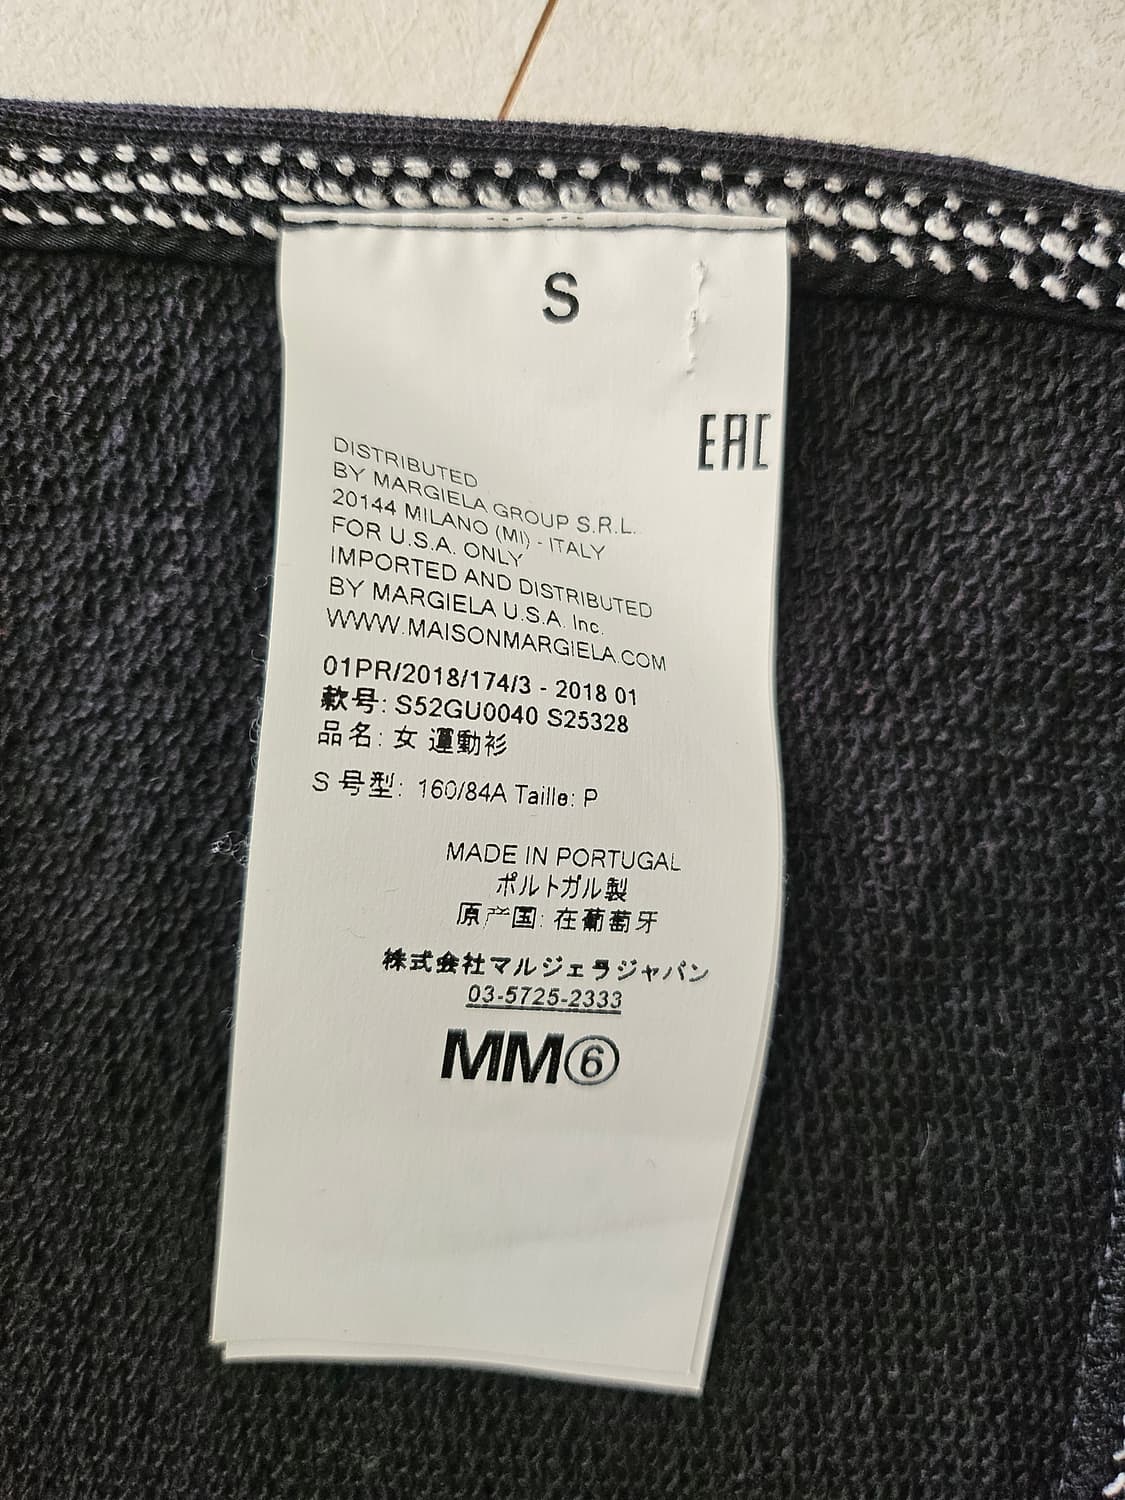 S
EAC
DISTRIBUTED
BY MARGIELA GROUP S.R.L.
20144 MILANO (MI) - ITALY
FOR U.S.A. ONLY
IMPORTED AND DISTRIBUTED
BY MARGIELA U.S.A. Inc.
WWW.MAISONMARGIELA.COM
01PR/2018/174/3 - 2018 01
款号: S52GU0040 S25328
品名: 女 運動衫
S 号型: 160/84A Taille: P
MADE IN PORTUGAL
ポルトガル製
原产国: 在葡萄牙
株式会社マルジェラジャパン
03-5725-2333
MM⑥